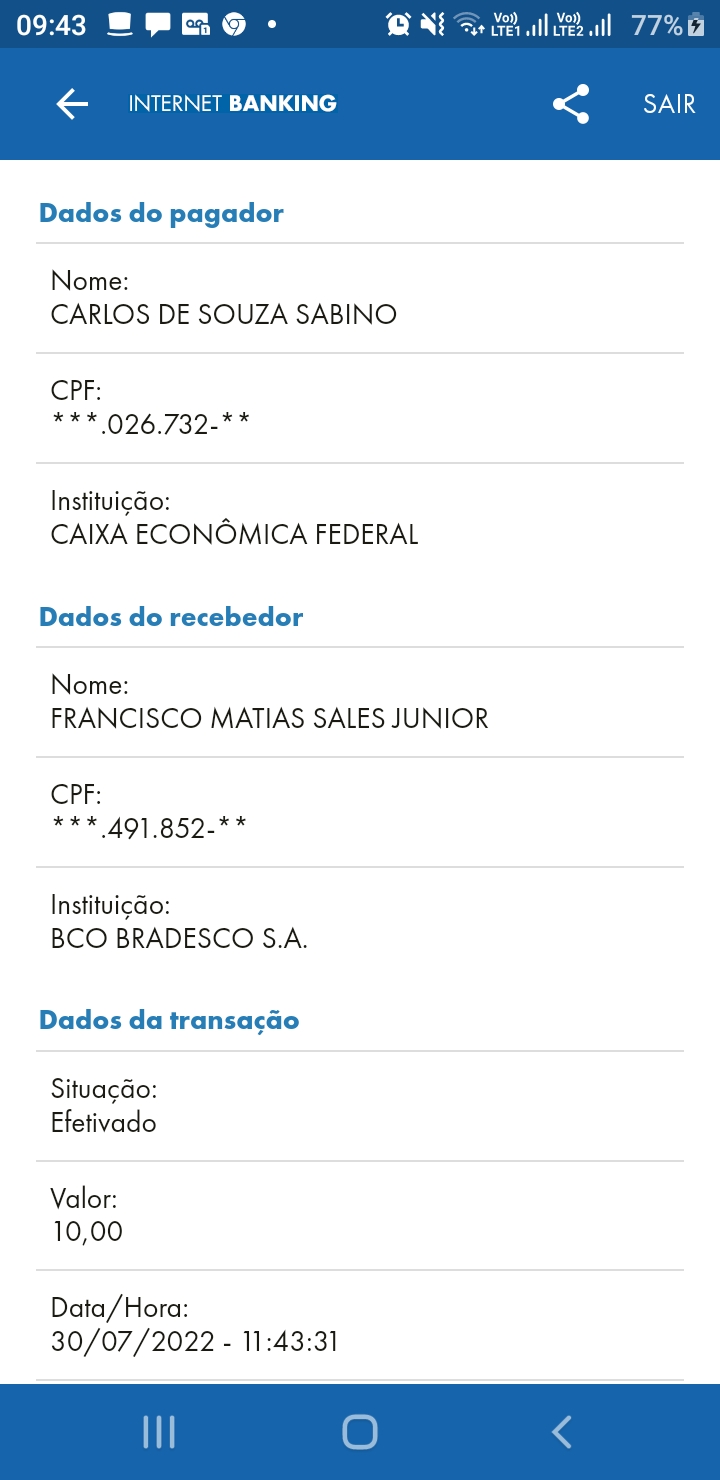 09:43
Vo)) LTE1 Vo)) LTE2 77%
INTERNET BANKING SAIR
Dados do pagador
Nome:
CARLOS DE SOUZA SABINO
CPF:
***.026.732-**
Instituição:
CAIXA ECONÔMICA FEDERAL
Dados do recebedor
Nome:
FRANCISCO MATIAS SALES JUNIOR
CPF:
***.491.852-**
Instituição:
BCO BRADESCO S.A.
Dados da transação
Situação:
Efetivado
Valor:
10,00
Data/Hora:
30/07/2022 - 11:43:31